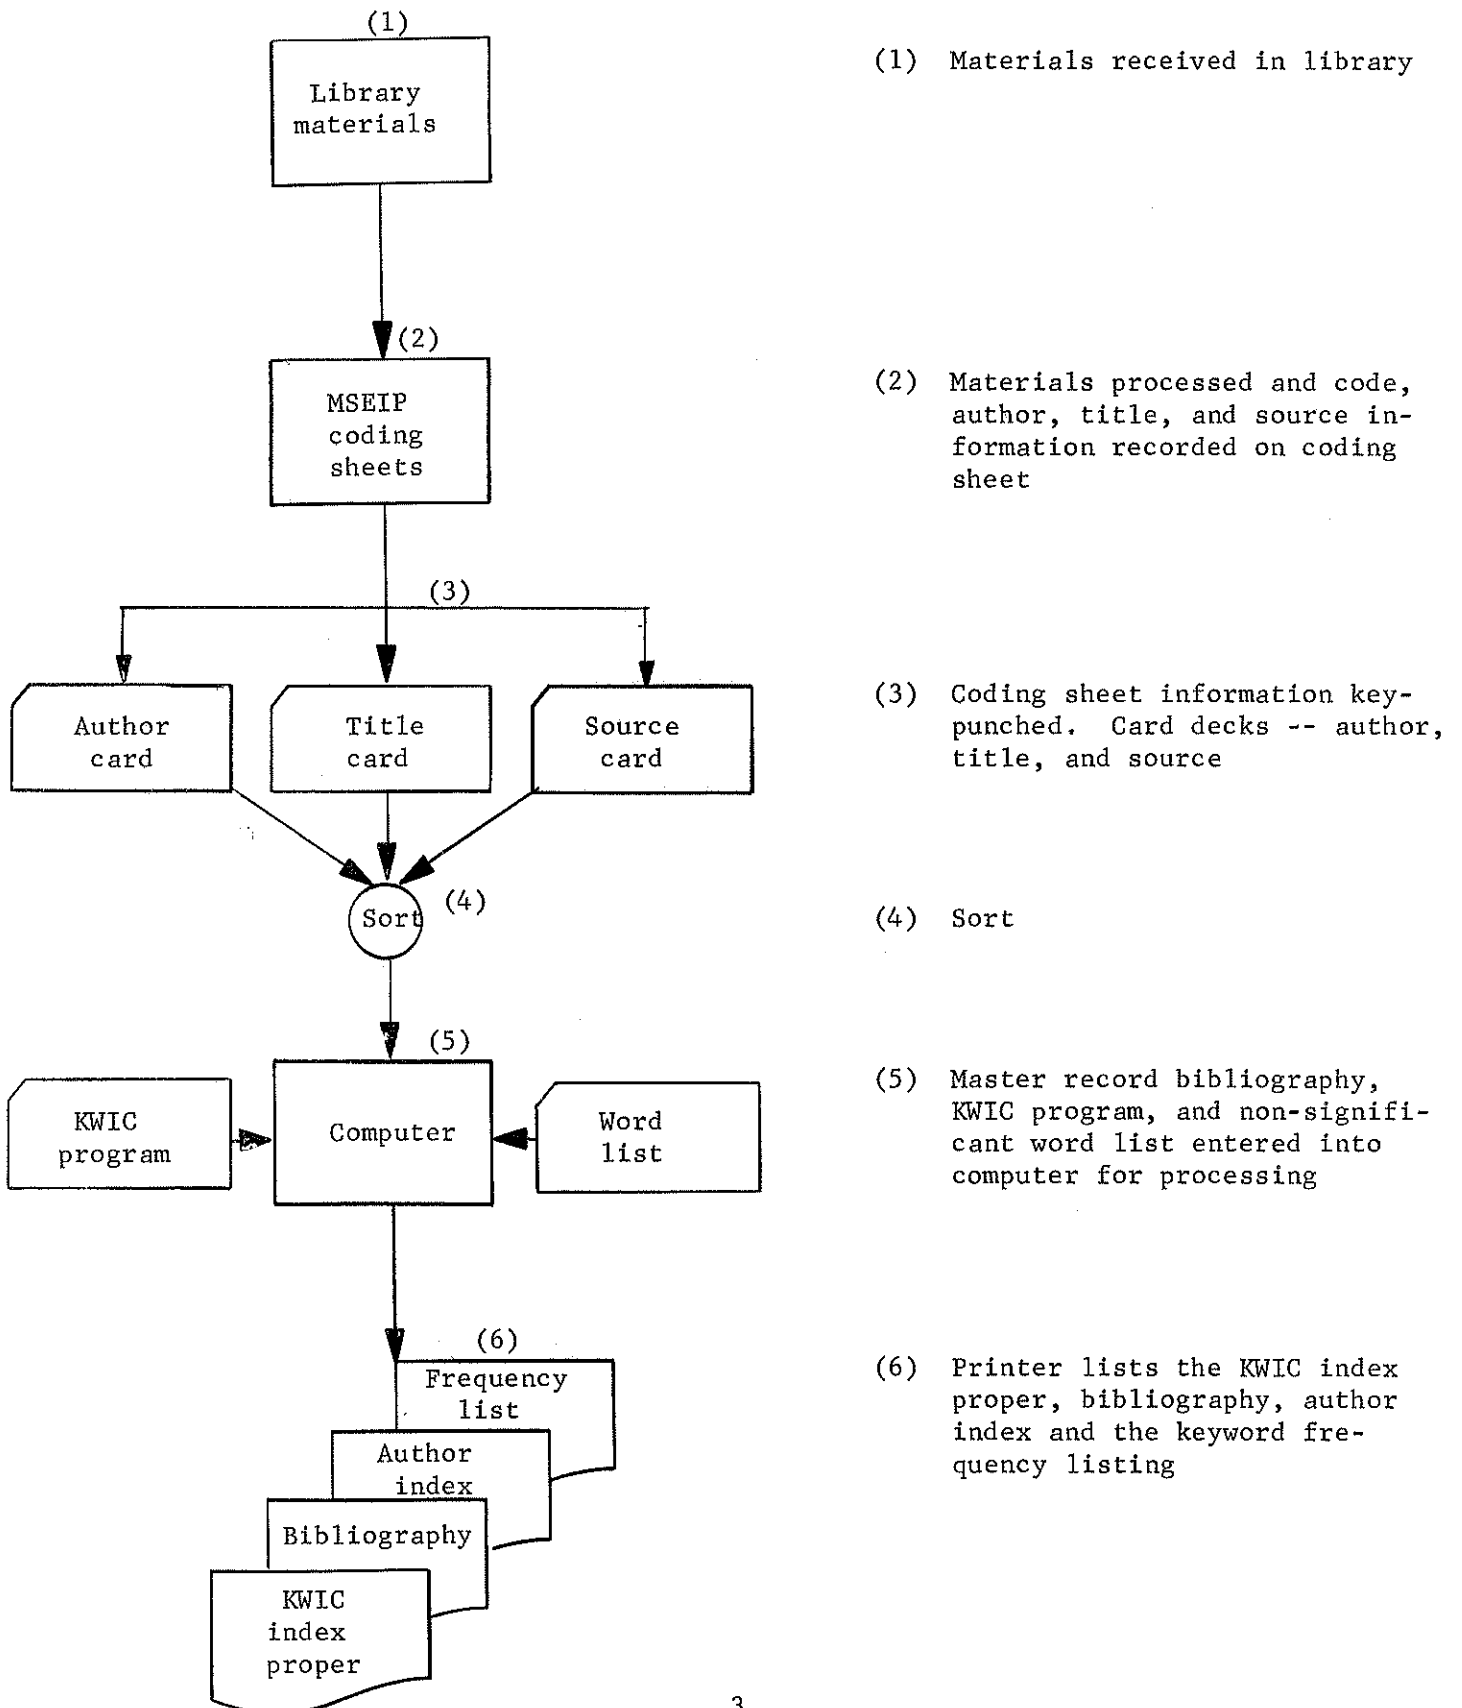 (1)
Library
materials
(1) Materials received in library
(2)
MSEIP
coding
sheets
(2) Materials processed and code,
author, title, and source in-
formation recorded on coding
sheet
(3)
Author
card
Title
card
Source
card
(3) Coding sheet information key-
punched. Card decks -- author,
title, and source
Sort
(4)
(4) Sort
(5)
KWIC
program
Computer
Word
list
(5) Master record bibliography,
KWIC program, and non-signifi-
cant word list entered into
computer for processing
(6)
Frequency
list
Author
index
Bibliography
KWIC
index
proper
(6) Printer lists the KWIC index
proper, bibliography, author
index and the keyword fre-
quency listing
3